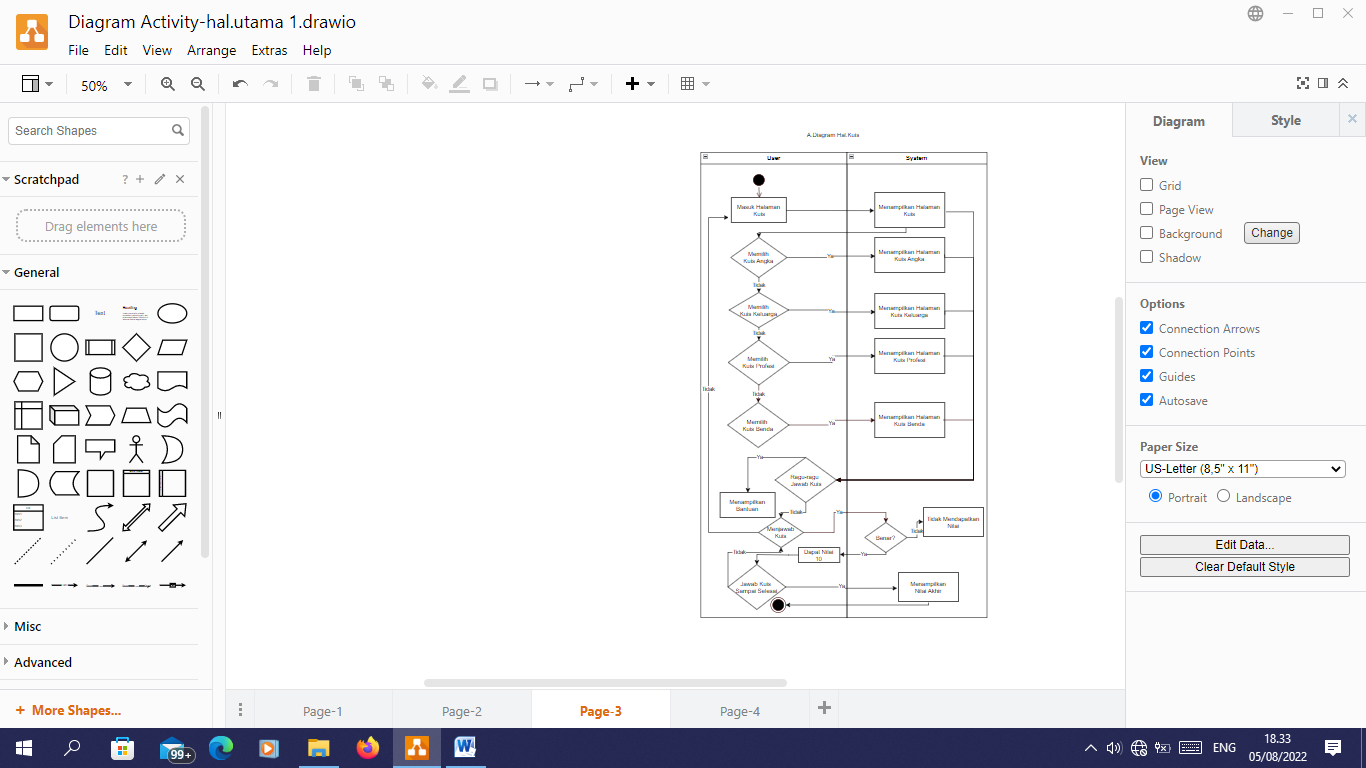 Diagram Activity-hal.utama 1.drawio
File Edit View Arrange Extras Help
50%
Search Shapes
Scratchpad
?
Drag elements here
General
Text
Heading
List Item
Misc
Advanced
+ More Shapes...
A.Diagram Hal.Kuis
User
System
Masuk Halaman
Kuis
Menampilkan Halaman
Kuis
Memilih
Kuis Angka
Ya
Menampilkan Halaman
Kuis Angka
Tidak
Memilih
Kuis Keluarga
Ya
Menampilkan Halaman
Kuis Keluarga
Tidak
Memilih
Kuis Profesi
Ya
Menampilkan Halaman
Kuis Profesi
Tidak
Tidak
Memilih
Kuis Benda
Ya
Menampilkan Halaman
Kuis Benda
Ya
Ragu-ragu
Jawab Kuis
Menampilkan
Bantuan
Tidak
Ya
Menjawab
Kuis
Benar?
Tidak
Tidak Mendapatkan
Nilai
Tidak
Dapat Nilai
10
Ya
Jawab Kuis
Sampai Selesai
Ya
Menampilkan
Nilai Akhir
Page-1
Page-2
Page-3
Page-4
Diagram
Style
View
Grid
Page View
Background
Change
Shadow
Options
Connection Arrows
Connection Points
Guides
Autosave
Paper Size
US-Letter (8,5" x 11")
Portrait
Landscape
Edit Data...
Clear Default Style
99+
W
ENG
18.33
05/08/2022